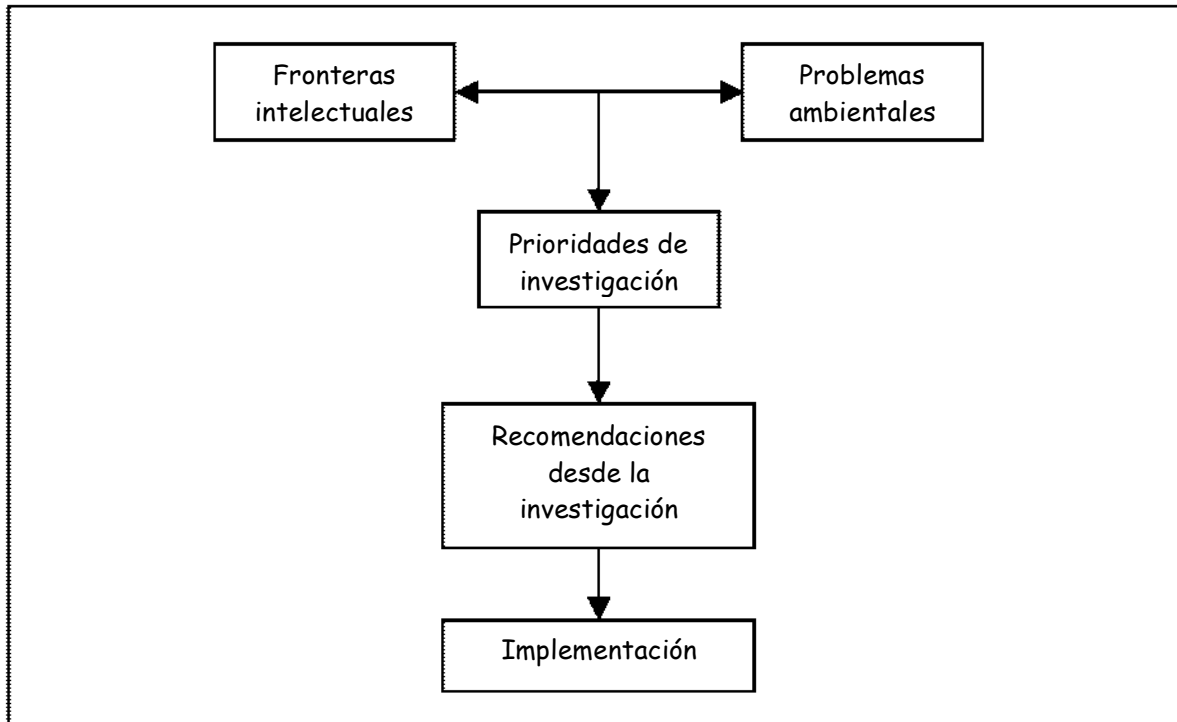 Fronteras
intelectuales
Problemas
ambientales
Prioridades de
investigación
Recomendaciones
desde la
investigación
Implementación